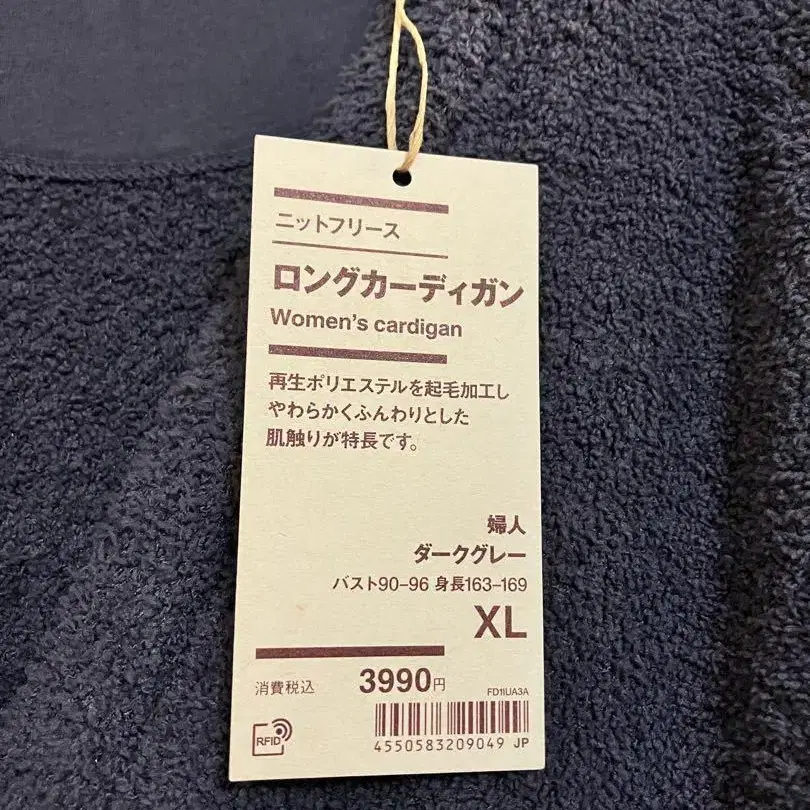 ニットフリース
ロングカーディガン
Women's cardigan
再生ポリエステルを起毛加工し
やわらかくふんわりとした
肌触りが特長です。
婦人
ダークグレー
バスト90-96 身長163-169
XL
消費税込 3990円
FD1IUA3A
RFID
4550583209049 JP